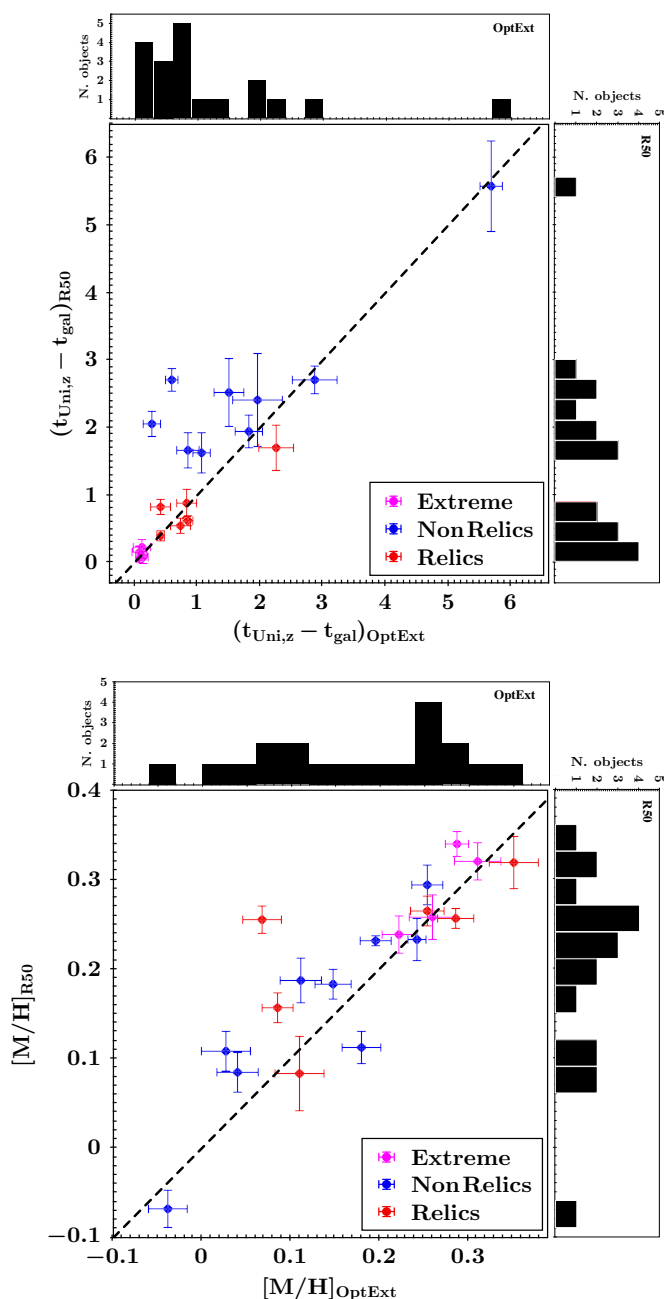 OptExt
5
4
3
2
1
N. objects
N. objects
1 2 3 4 5
R50
6
5
4
3
2
1
0
(t_Uni,z − t_gal)_R50
Extreme
Non Relics
Relics
0 1 2 3 4 5 6
(t_Uni,z − t_gal)_OptExt
OptExt
5
4
3
2
1
N. objects
N. objects
1 2 3 4 5
R50
0.4
0.3
0.2
0.1
0
−0.1
[M/H]_R50
Extreme
Non Relics
Relics
−0.1 0 0.1 0.2 0.3
[M/H]_OptExt